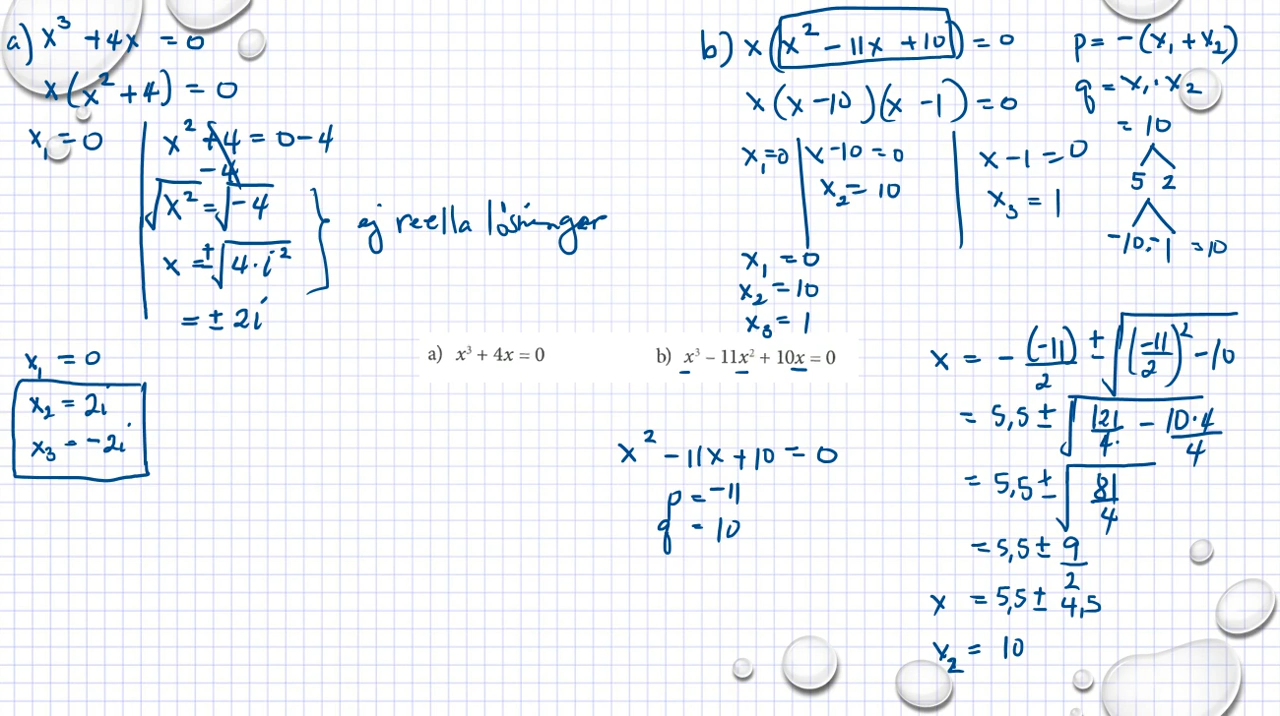 a) x³ + 4x = 0
x(x² + 4) = 0
x₁ = 0
x² + 4 = 0 - 4
- 4
√x² = √-4
x = ±√4·i²
= ± 2i
ej reella lösningar
x₁ = 0
x₂ = 2i
x₃ = -2i
b) x(x² - 11x + 10) = 0
x(x - 10)(x - 1) = 0
x₁ = 0
x - 10 = 0
x₂ = 10
x - 1 = 0
x₃ = 1
x₁ = 0
x₂ = 10
x₃ = 1
p = -(x₁ + x₂)
q = x₁ · x₂
= 10
5 2
-10·-1 = 10
a) x³ + 4x = 0
b) x³ − 11x² + 10x = 0
x² - 11x + 10 = 0
p = -11
q = 10
x = - (-11)/2 ± √((-11/2)² - 10)
= 5,5 ± √(121/4 - 10·4/4)
= 5,5 ± √(81/4)
= 5,5 ± 9/2
x = 5,5 ± 4,5
x₂ = 10